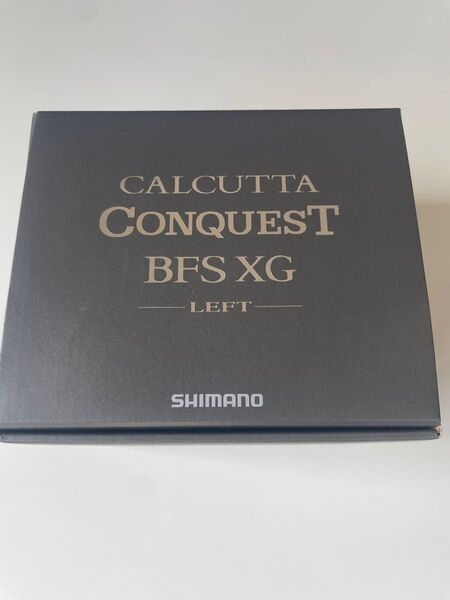 CALCUTTA
CONQUEST
BFS XG
LEFT
SHIMANO